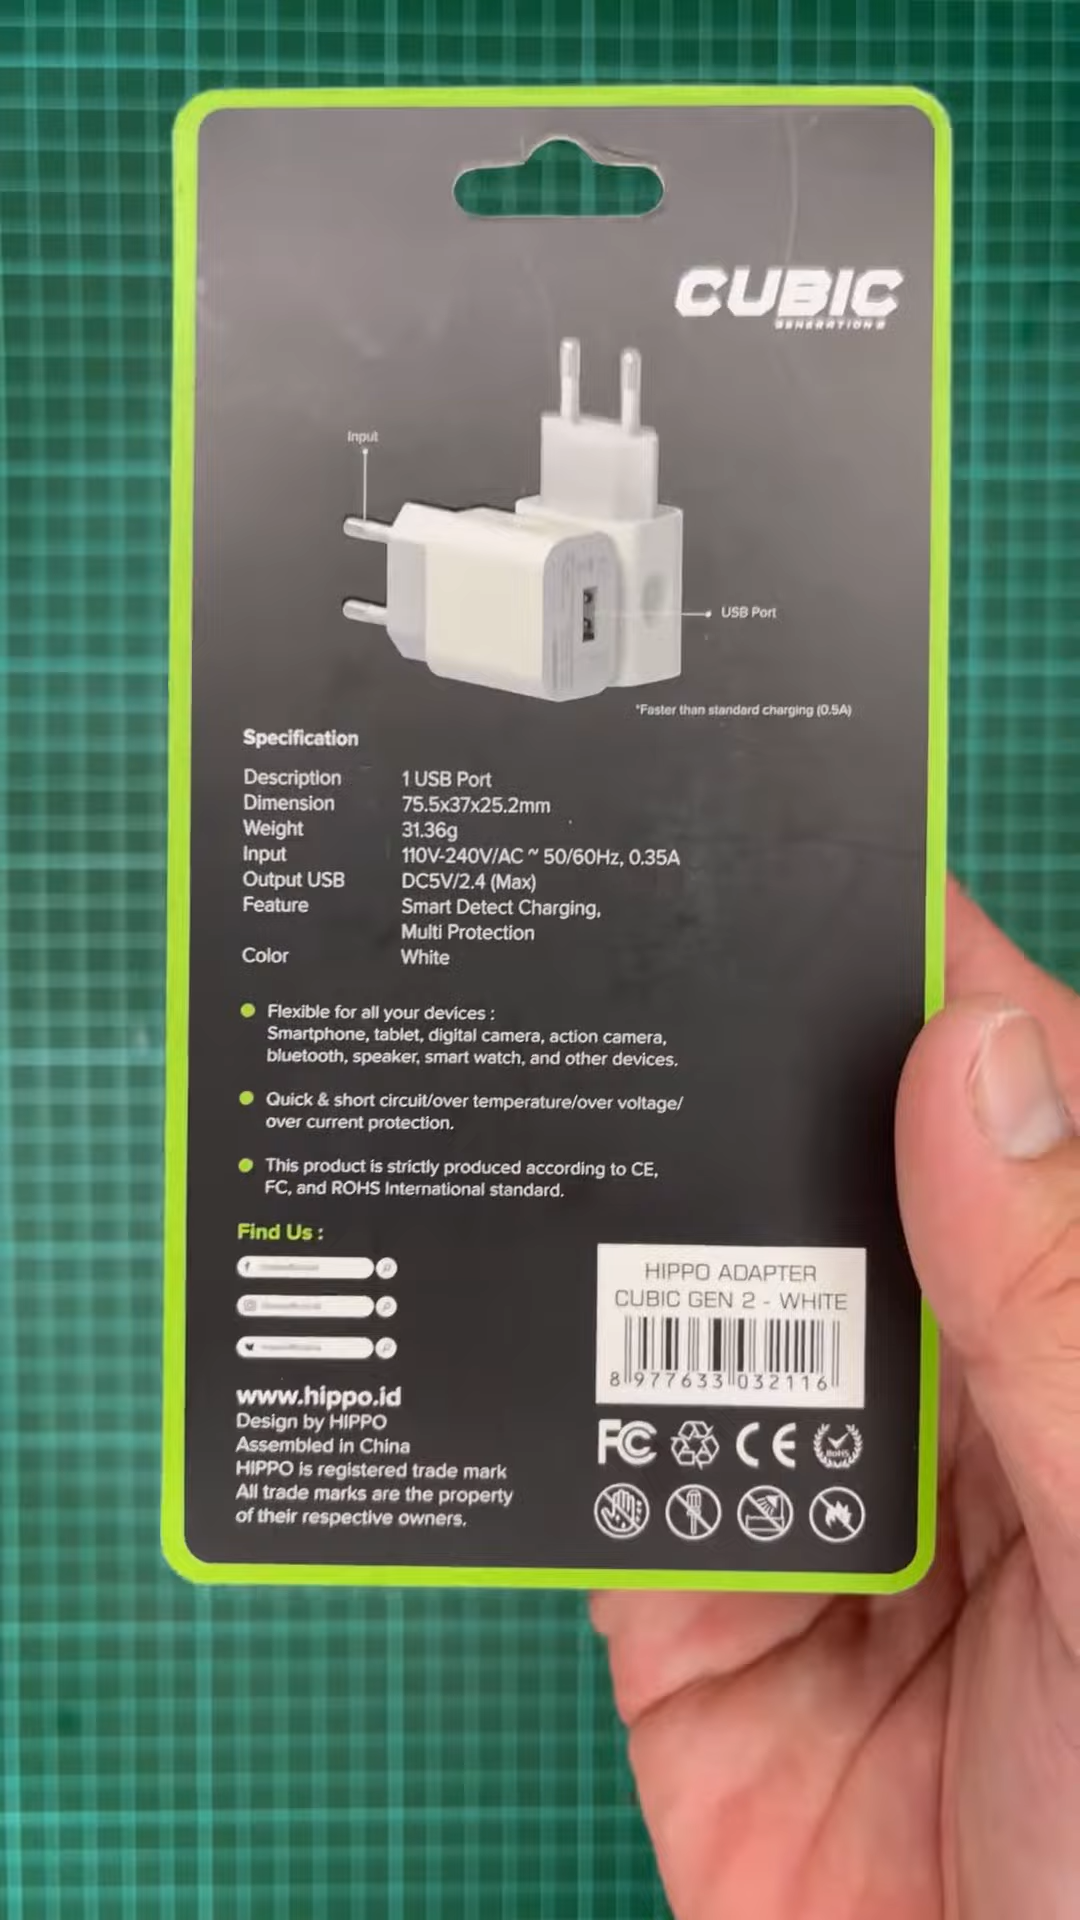 CUBIC
GENERATION 2
Input
USB Port
*Faster than standard charging (0.5A)
Specification
Description 1 USB Port
Dimension 75.5x37x25.2mm
Weight 31.36g
Input 110V-240V/AC ~ 50/60Hz, 0.35A
Output USB DC5V/2.4 (Max)
Feature Smart Detect Charging,
Multi Protection
Color White
Flexible for all your devices :
Smartphone, tablet, digital camera, action camera,
bluetooth, speaker, smart watch, and other devices.
Quick & short circuit/over temperature/over voltage/
over current protection.
This product is strictly produced according to CE,
FC, and ROHS International standard.
Find Us :
www.hippo.id
Design by HIPPO
Assembled in China
HIPPO is registered trade mark
All trade marks are the property
of their respective owners.
HIPPO ADAPTER
CUBIC GEN 2 - WHITE
8 977633 032116
FC CE RoHS